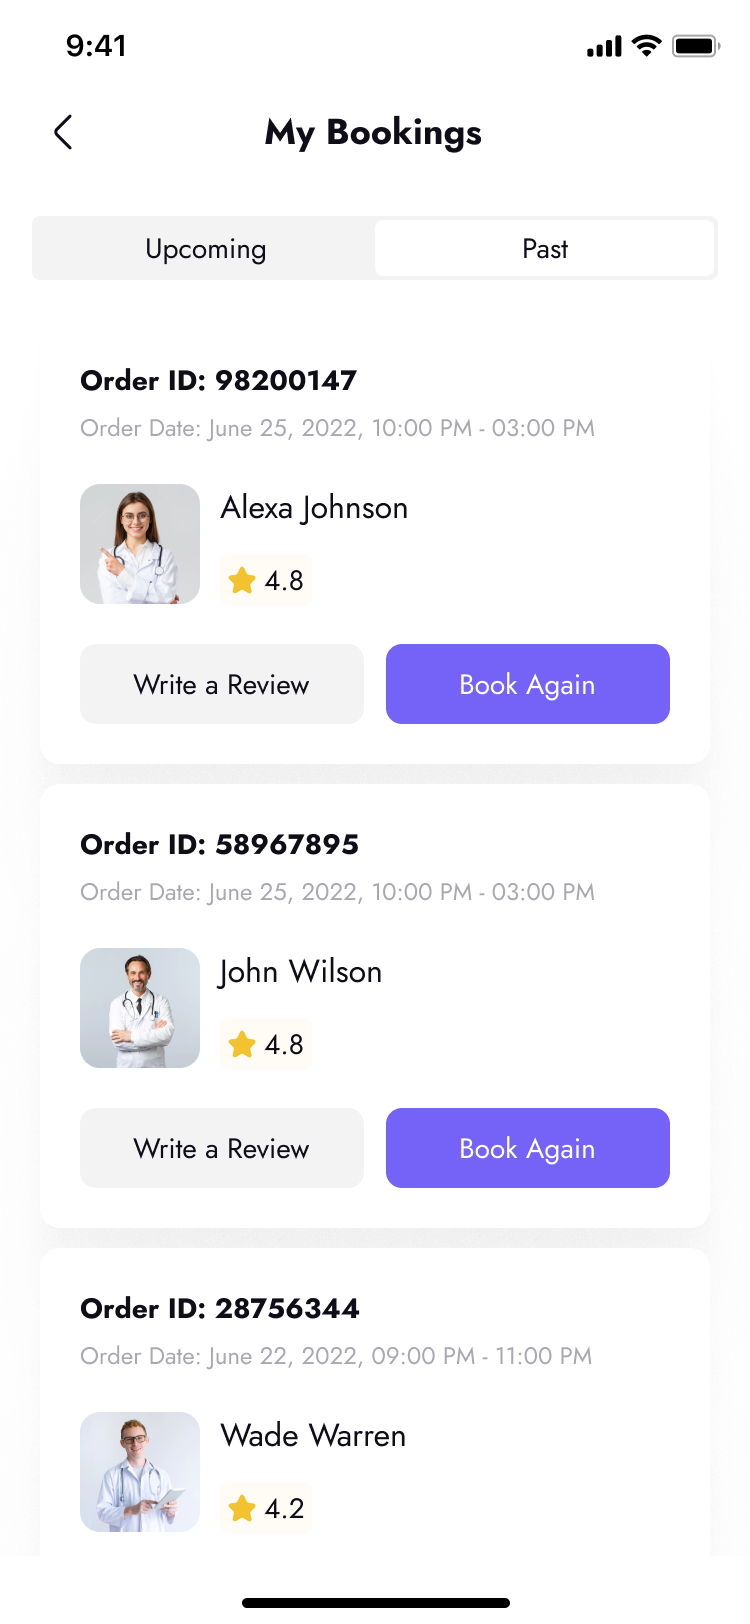 9:41
My Bookings
Upcoming
Past
Order ID: 98200147
Order Date: June 25, 2022, 10:00 PM - 03:00 PM
Alexa Johnson
4.8
Write a Review
Book Again
Order ID: 58967895
Order Date: June 25, 2022, 10:00 PM - 03:00 PM
John Wilson
4.8
Write a Review
Book Again
Order ID: 28756344
Order Date: June 22, 2022, 09:00 PM - 11:00 PM
Wade Warren
4.2